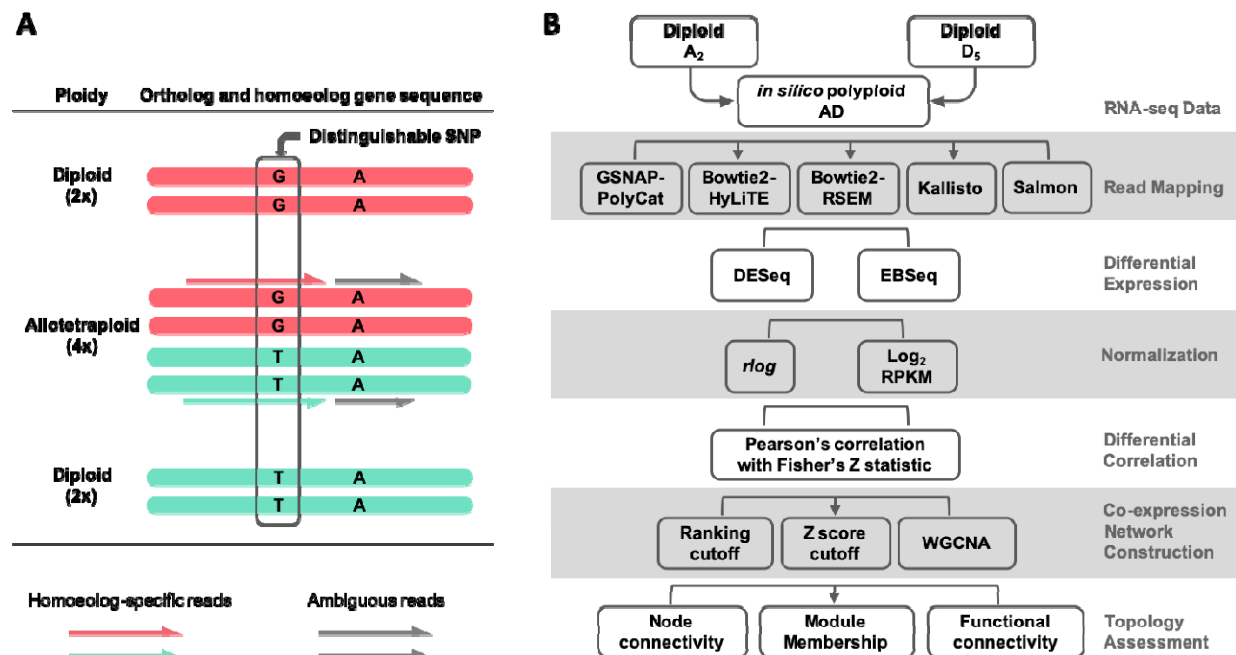 A
Ploidy Ortholog and homoeolog gene sequence
Distinguishable SNP
Diploid
(2x)
G A
G A
Allotetraploid
(4x)
G A
G A
T A
T A
Diploid
(2x)
T A
T A
Homoeolog-specific reads Ambiguous reads
B
Diploid
A2
Diploid
D5
in silico polyploid
AD
RNA-seq Data
GSNAP-
PolyCat
Bowtie2-
HyLiTE
Bowtie2-
RSEM
Kallisto
Salmon
Read Mapping
DESeq
EBSeq
Differential
Expression
rlog
Log2
RPKM
Normalization
Pearson's correlation
with Fisher's Z statistic
Differential
Correlation
Ranking
cutoff
Z score
cutoff
WGCNA
Co-expression
Network
Construction
Node
connectivity
Module
Membership
Functional
connectivity
Topology
Assessment